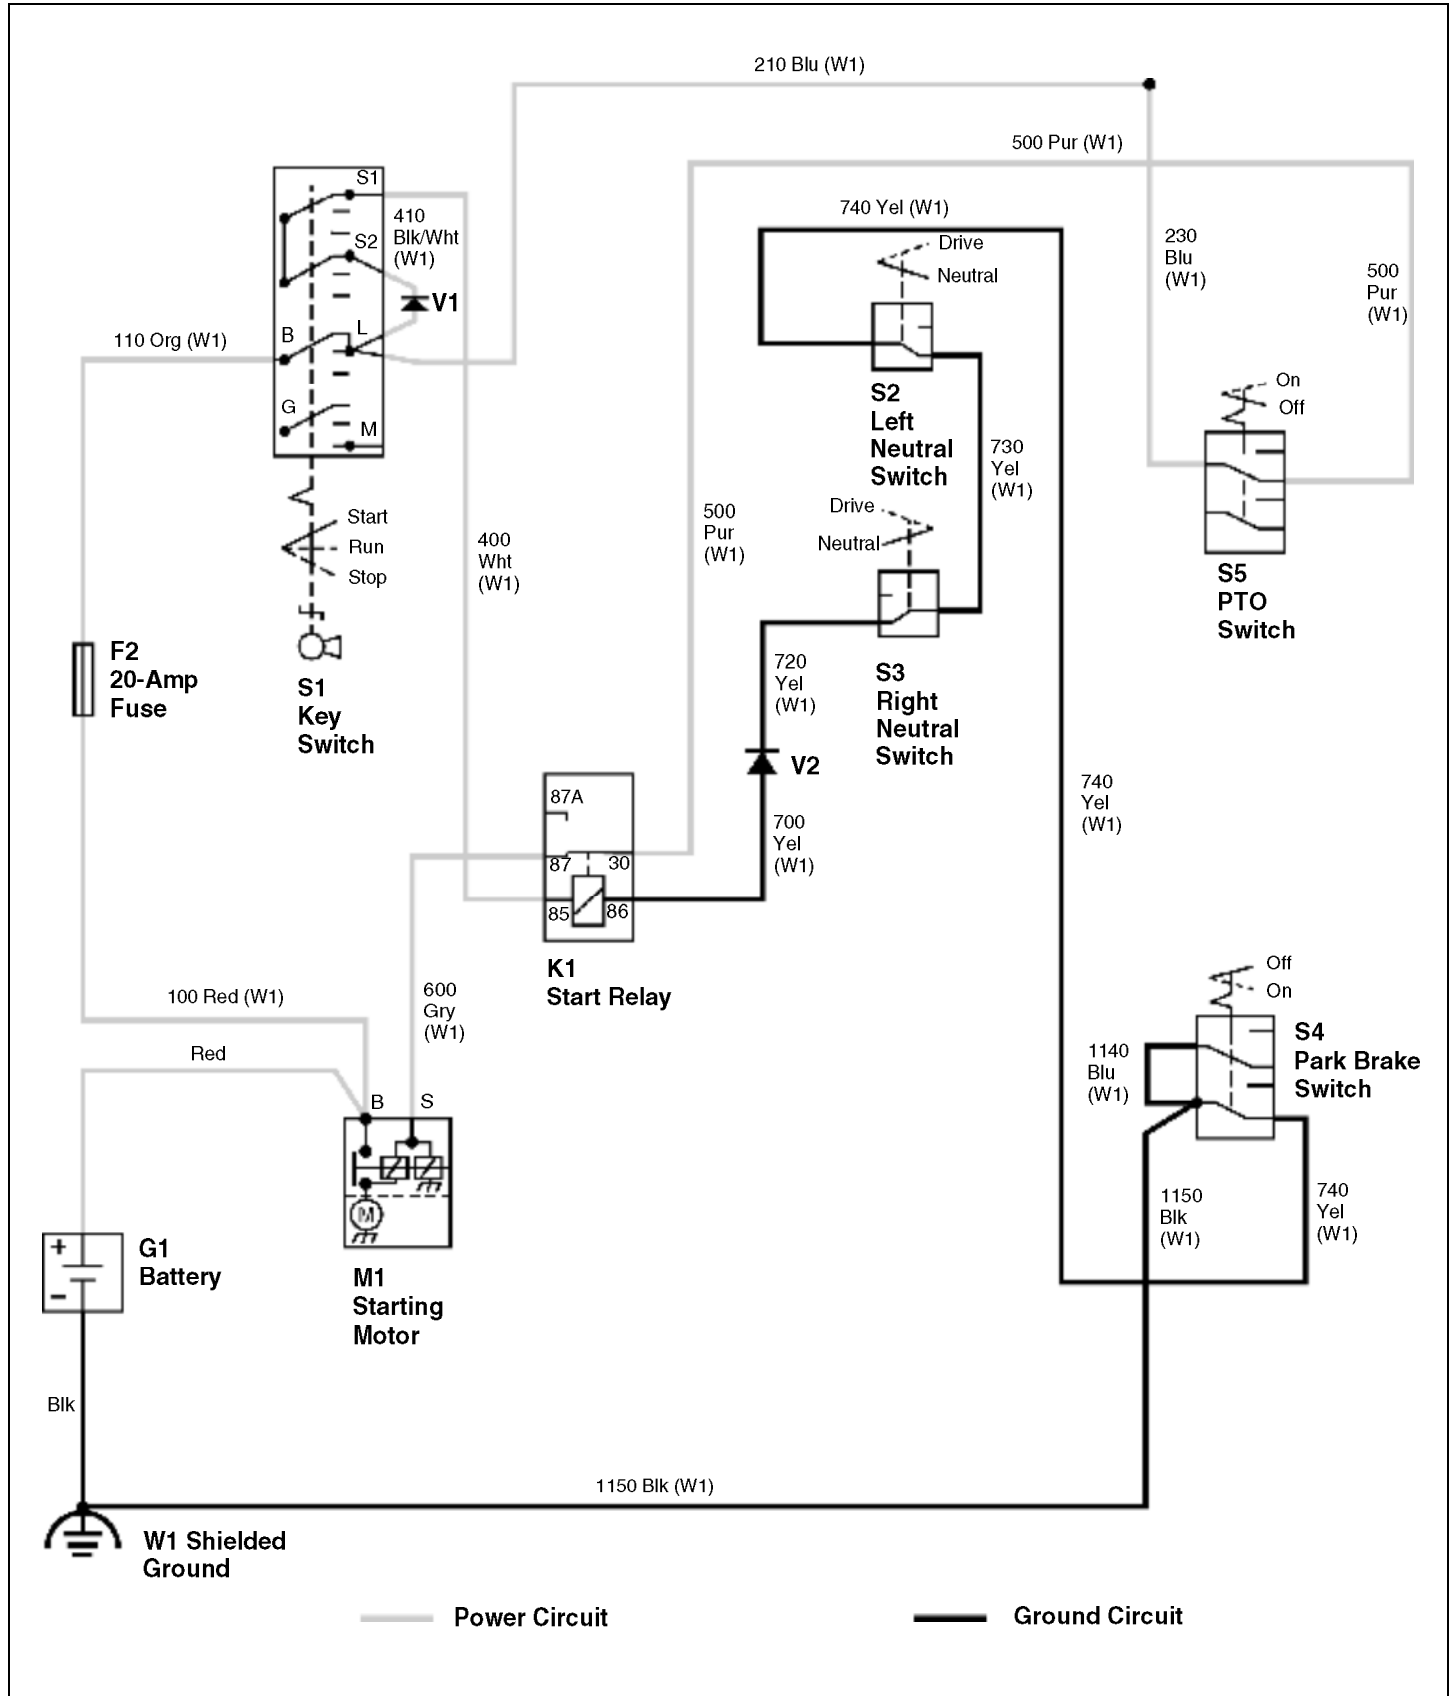 210 Blu (W1)
500 Pur (W1)
S1
410
Blk/Wht
(W1)
S2
V1
740 Yel (W1)
Drive
Neutral
230
Blu
(W1)
500
Pur
(W1)
110 Org (W1)
B
L
G
M
S2
Left
Neutral
Switch
On
Off
730
Yel
(W1)
Start
Run
Stop
400
Wht
(W1)
500
Pur
(W1)
Drive
Neutral
S5
PTO
Switch
F2
20-Amp
Fuse
S1
Key
Switch
720
Yel
(W1)
S3
Right
Neutral
Switch
V2
87A
87
30
85
86
700
Yel
(W1)
740
Yel
(W1)
K1
Start Relay
100 Red (W1)
600
Gry
(W1)
Off
On
Red
1140
Blu
(W1)
S4
Park Brake
Switch
B
S
M
+
−
G1
Battery
M1
Starting
Motor
1150
Blk
(W1)
740
Yel
(W1)
Blk
1150 Blk (W1)
W1 Shielded
Ground
Power Circuit
Ground Circuit